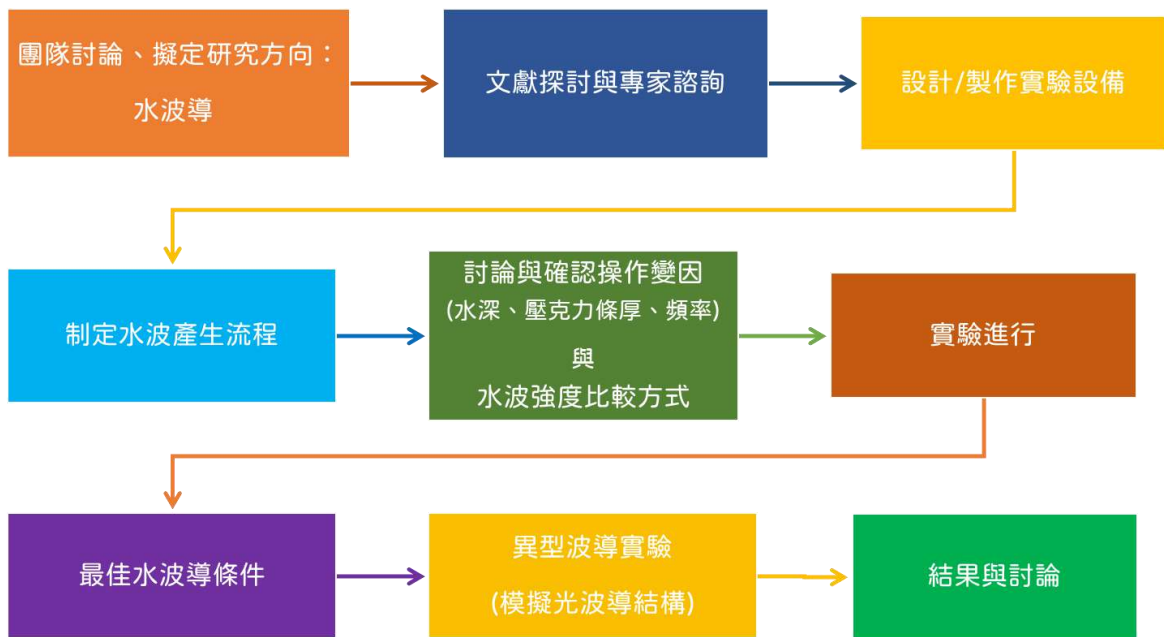 團隊討論、擬定研究方向：
水波導
文獻探討與專家諮詢
設計/製作實驗設備
制定水波產生流程
討論與確認操作變因
(水深、壓克力條厚、頻率)
與
水波強度比較方式
實驗進行
最佳水波導條件
異型波導實驗
(模擬光波導結構)
結果與討論